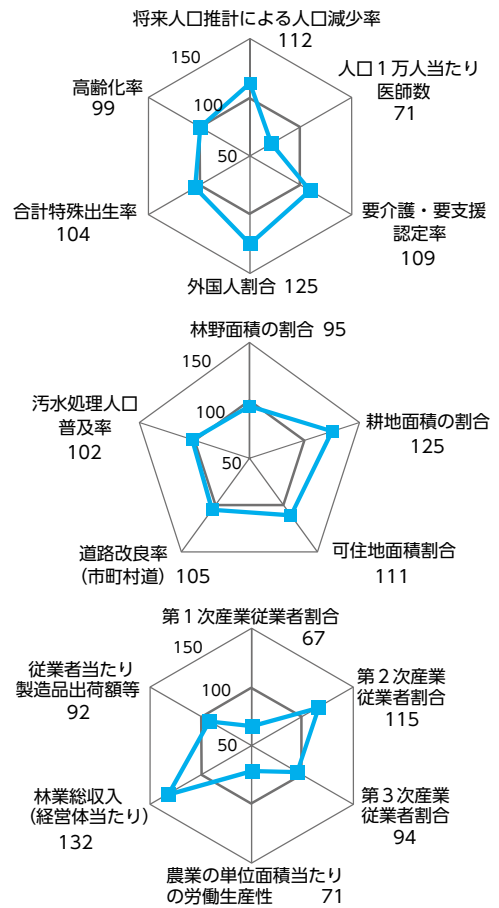 将来人口推計による人口減少率
112
150
100
50
人口１万人当たり
医師数
71
要介護・要支援
認定率
109
外国人割合 125
合計特殊出生率
104
高齢化率
99
林野面積の割合 95
150
100
50
耕地面積の割合
125
可住地面積割合
111
道路改良率
（市町村道）105
汚水処理人口
普及率
102
第１次産業従業者割合
67
150
100
50
第２次産業
従業者割合
115
第３次産業
従業者割合
94
農業の単位面積当たり
の労働生産性 71
林業総収入
（経営体当たり）
132
従業者当たり
製造品出荷額等
92